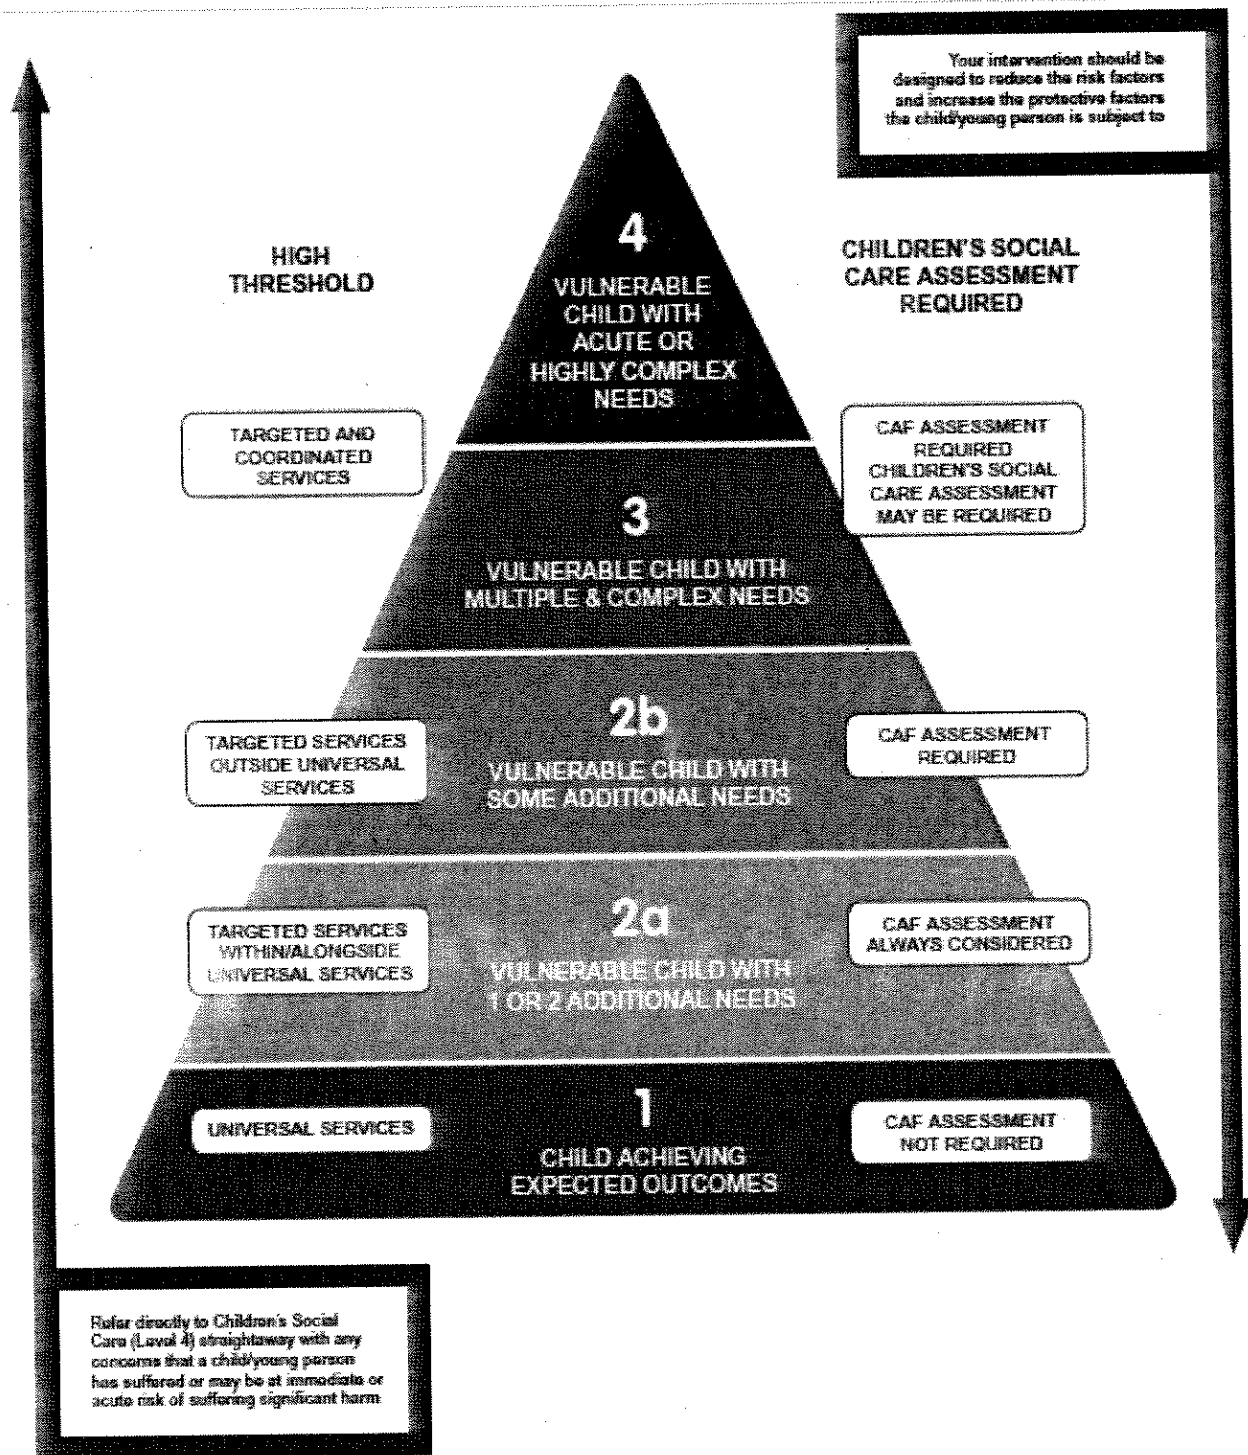 Your intervention should be
designed to reduce the risk factors
and increase the protective factors
the child/young person is subject to
HIGH
THRESHOLD
4
VULNERABLE
CHILD WITH
ACUTE OR
HIGHLY COMPLEX
NEEDS
CHILDREN'S SOCIAL
CARE ASSESSMENT
REQUIRED
TARGETED AND
COORDINATED
SERVICES
3
VULNERABLE CHILD WITH
MULTIPLE & COMPLEX NEEDS
CAF ASSESSMENT
REQUIRED
CHILDREN'S SOCIAL
CARE ASSESSMENT
MAY BE REQUIRED
TARGETED SERVICES
OUTSIDE UNIVERSAL
SERVICES
2b
VULNERABLE CHILD WITH
SOME ADDITIONAL NEEDS
CAF ASSESSMENT
REQUIRED
TARGETED SERVICES
WITHIN/ALONGSIDE
UNIVERSAL SERVICES
2a
VULNERABLE CHILD WITH
1 OR 2 ADDITIONAL NEEDS
CAF ASSESSMENT
ALWAYS CONSIDERED
UNIVERSAL SERVICES
1
CHILD ACHIEVING
EXPECTED OUTCOMES
CAF ASSESSMENT
NOT REQUIRED
Refer directly to Children's Social
Care (Level 4) straightaway with any
concerns that a child/young person
has suffered or may be at immediate or
acute risk of suffering significant harm